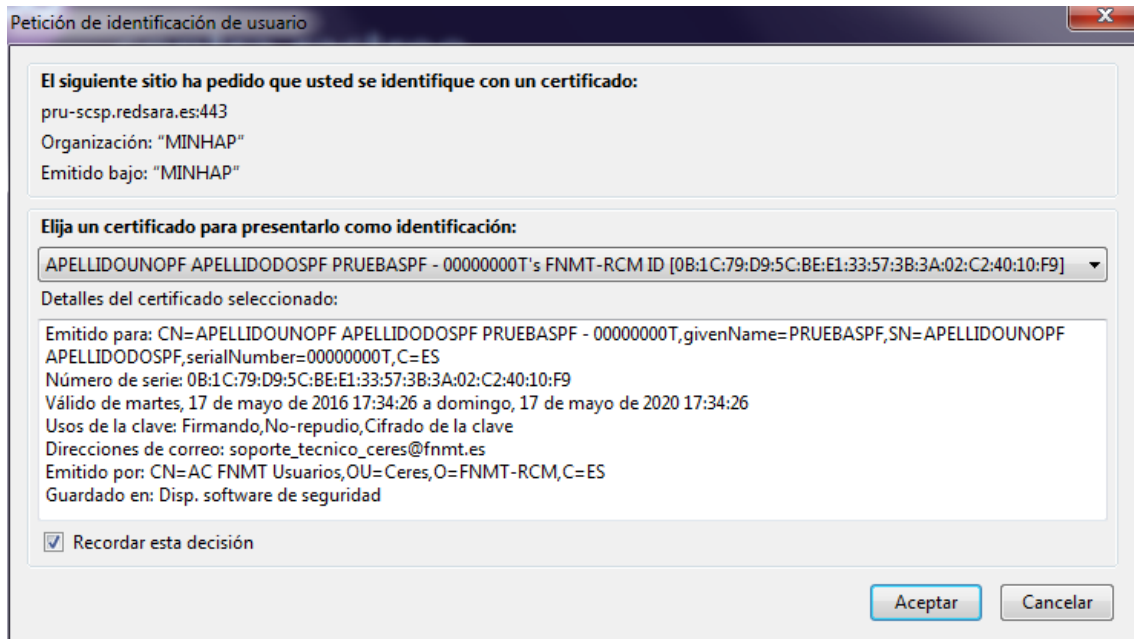 Petición de identificación de usuario
El siguiente sitio ha pedido que usted se identifique con un certificado:
pru-scsp.redsara.es:443
Organización: "MINHAP"
Emitido bajo: "MINHAP"
Elija un certificado para presentarlo como identificación:
APELLIDOUNOPF APELLIDODOSPF PRUEBASPF - 00000000T's FNMT-RCM ID [0B:1C:79:D9:5C:BE:E1:33:57:3B:3A:02:C2:40:10:F9]
Detalles del certificado seleccionado:
Emitido para: CN=APELLIDOUNOPF APELLIDODOSPF PRUEBASPF - 00000000T,givenName=PRUEBASPF,SN=APELLIDOUNOPF
APELLIDODOSPF,serialNumber=00000000T,C=ES
Número de serie: 0B:1C:79:D9:5C:BE:E1:33:57:3B:3A:02:C2:40:10:F9
Válido de martes, 17 de mayo de 2016 17:34:26 a domingo, 17 de mayo de 2020 17:34:26
Usos de la clave: Firmando,No-repudio,Cifrado de la clave
Direcciones de correo: soporte_tecnico_ceres@fnmt.es
Emitido por: CN=AC FNMT Usuarios,OU=Ceres,O=FNMT-RCM,C=ES
Guardado en: Disp. software de seguridad
Recordar esta decisión
Aceptar Cancelar